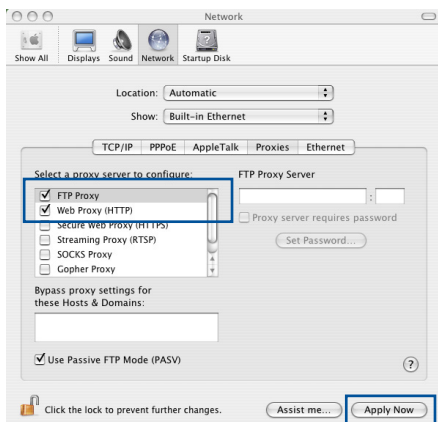 Network
Show All Displays Sound Network Startup Disk
Location: Automatic
Show: Built-in Ethernet
TCP/IP PPPoE AppleTalk Proxies Ethernet
Select a proxy server to configure:
FTP Proxy Server
FTP Proxy
:
Web Proxy (HTTP)
Proxy server requires password
Secure Web Proxy (HTTPS)
Streaming Proxy (RTSP)
Set Password...
SOCKS Proxy
Gopher Proxy
Bypass proxy settings for
these Hosts & Domains:
Use Passive FTP Mode (PASV)
?
Click the lock to prevent further changes.
Assist me... Apply Now